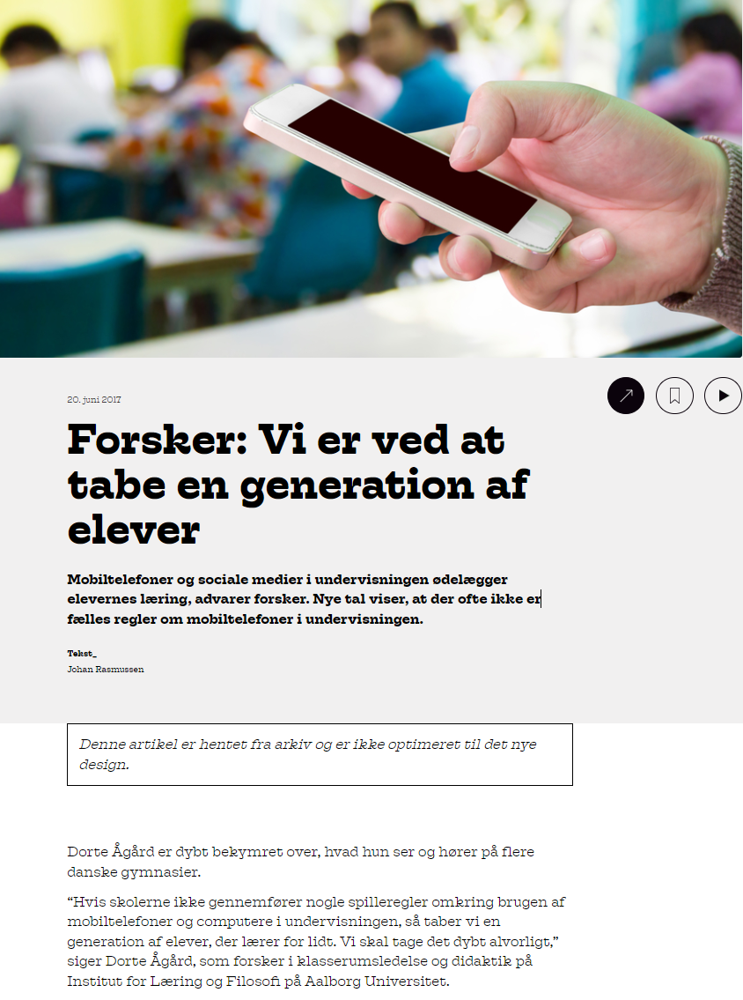 20. juni 2017
Forsker: Vi er ved at
tabe en generation af
elever
Mobiltelefoner og sociale medier i undervisningen ødelægger
elevernes læring, advarer forsker. Nye tal viser, at der ofte ikke er
fælles regler om mobiltelefoner i undervisningen.
Tekst_
Johan Rasmussen
Denne artikel er hentet fra arkiv og er ikke optimeret til det nye
design.
Dorte Ågård er dybt bekymret over, hvad hun ser og hører på flere
danske gymnasier.
“Hvis skolerne ikke gennemfører nogle spilleregler omkring brugen af
mobiltelefoner og computere i undervisningen, så taber vi en
generation af elever, der lærer for lidt. Vi skal tage det dybt alvorligt,”
siger Dorte Ågård, som forsker i klasserumsledelse og didaktik på
Institut for Læring og Filosofi på Aalborg Universitet.